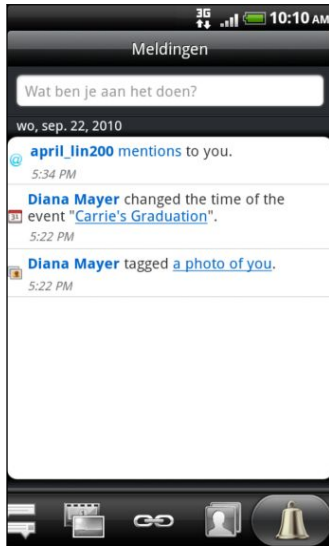 3G 10:10 AM
Meldingen
Wat ben je aan het doen?
wo, sep. 22, 2010
april_lin200 mentions to you.
5:34 PM
Diana Mayer changed the time of the
event "Carrie's Graduation".
5:22 PM
Diana Mayer tagged a photo of you.
5:22 PM